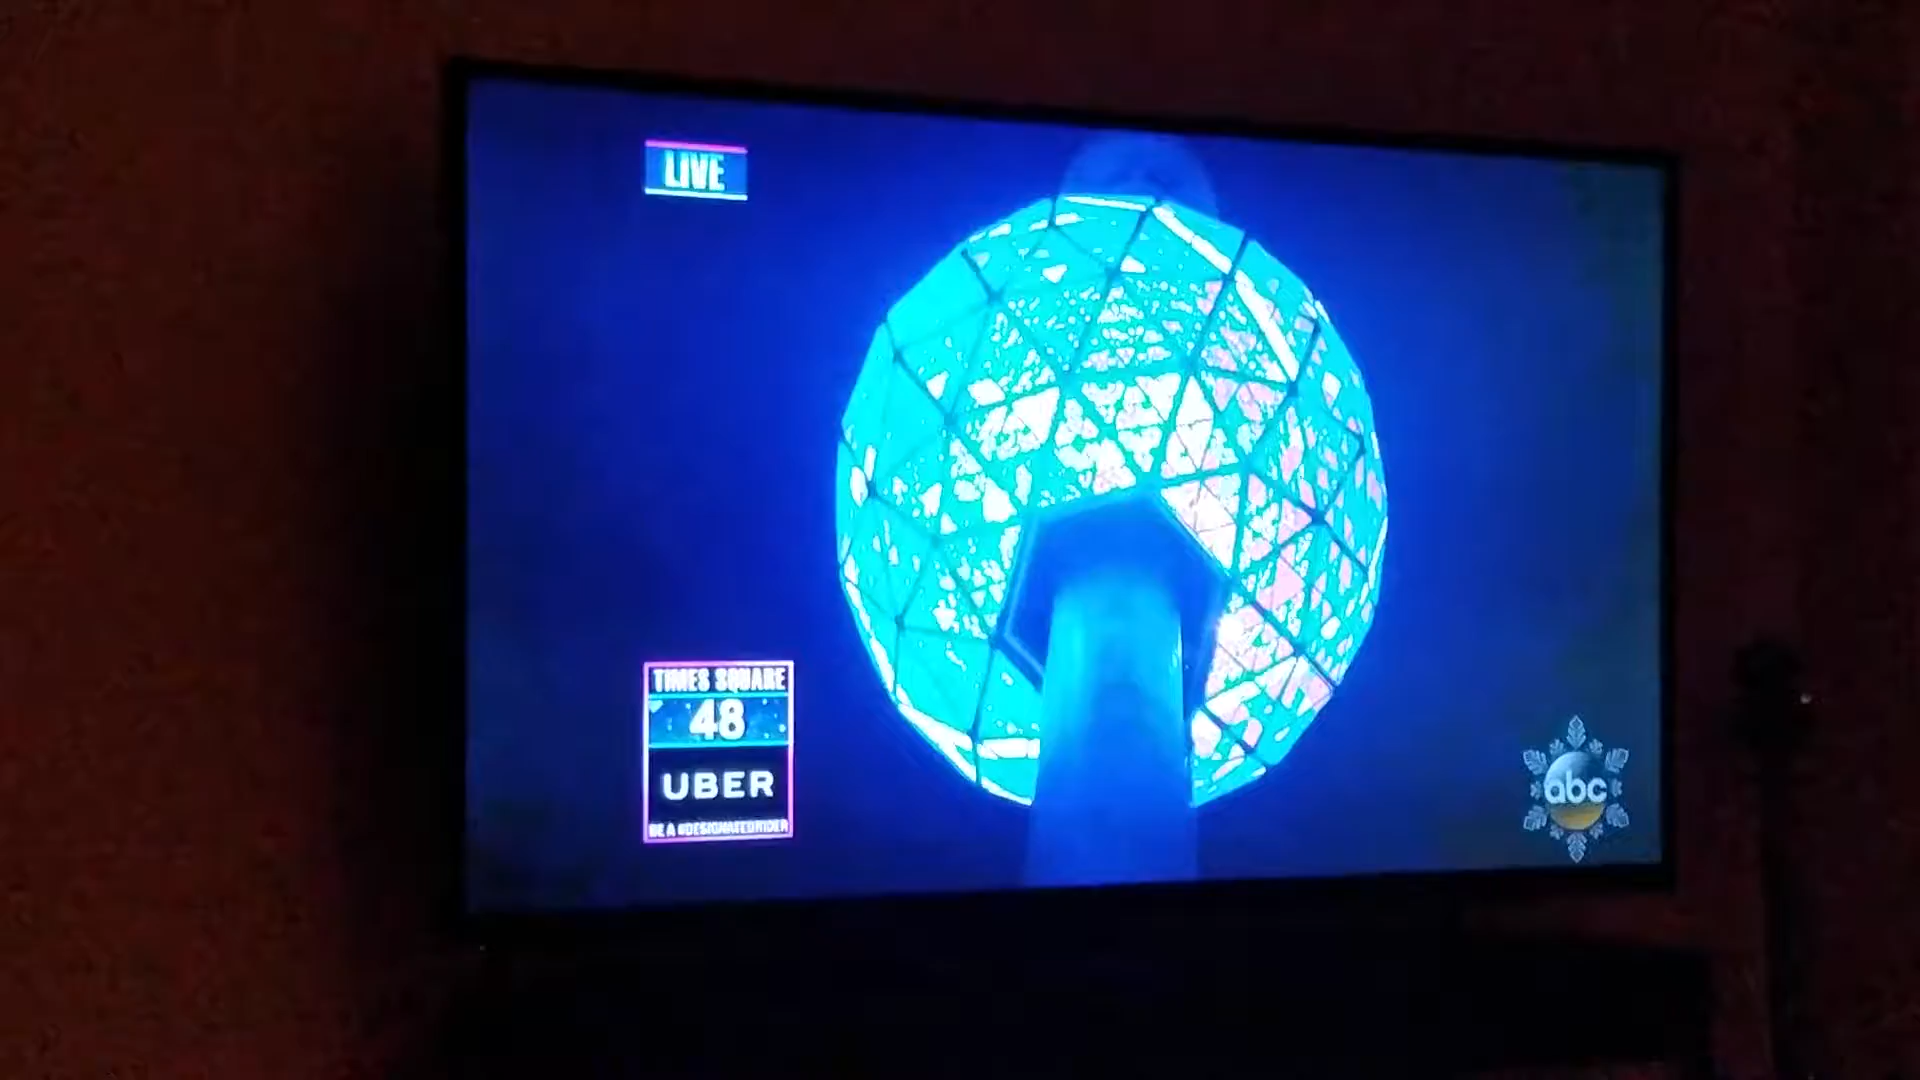 LIVE
TIMES SQUARE
48
UBER
BE A #DESIGNATEDRIDER
abc